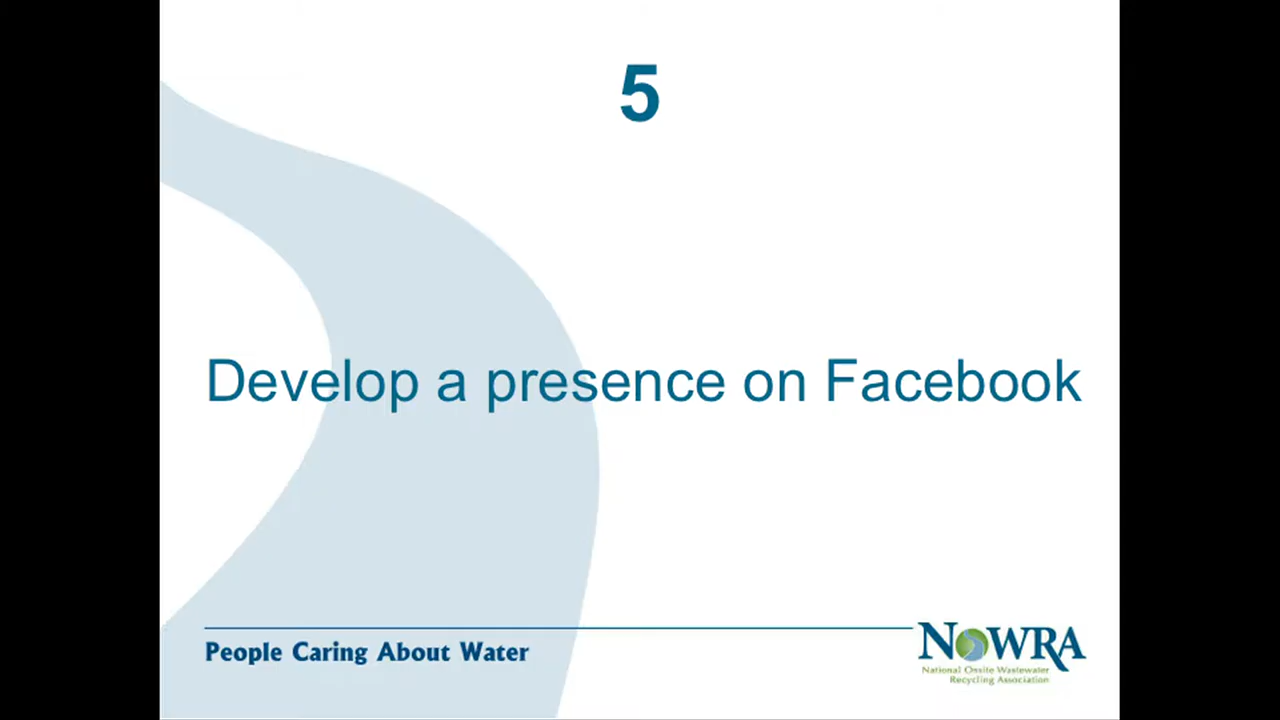 5
Develop a presence on Facebook
People Caring About Water
NOWRA
National Onsite Wastewater
Recycling Association